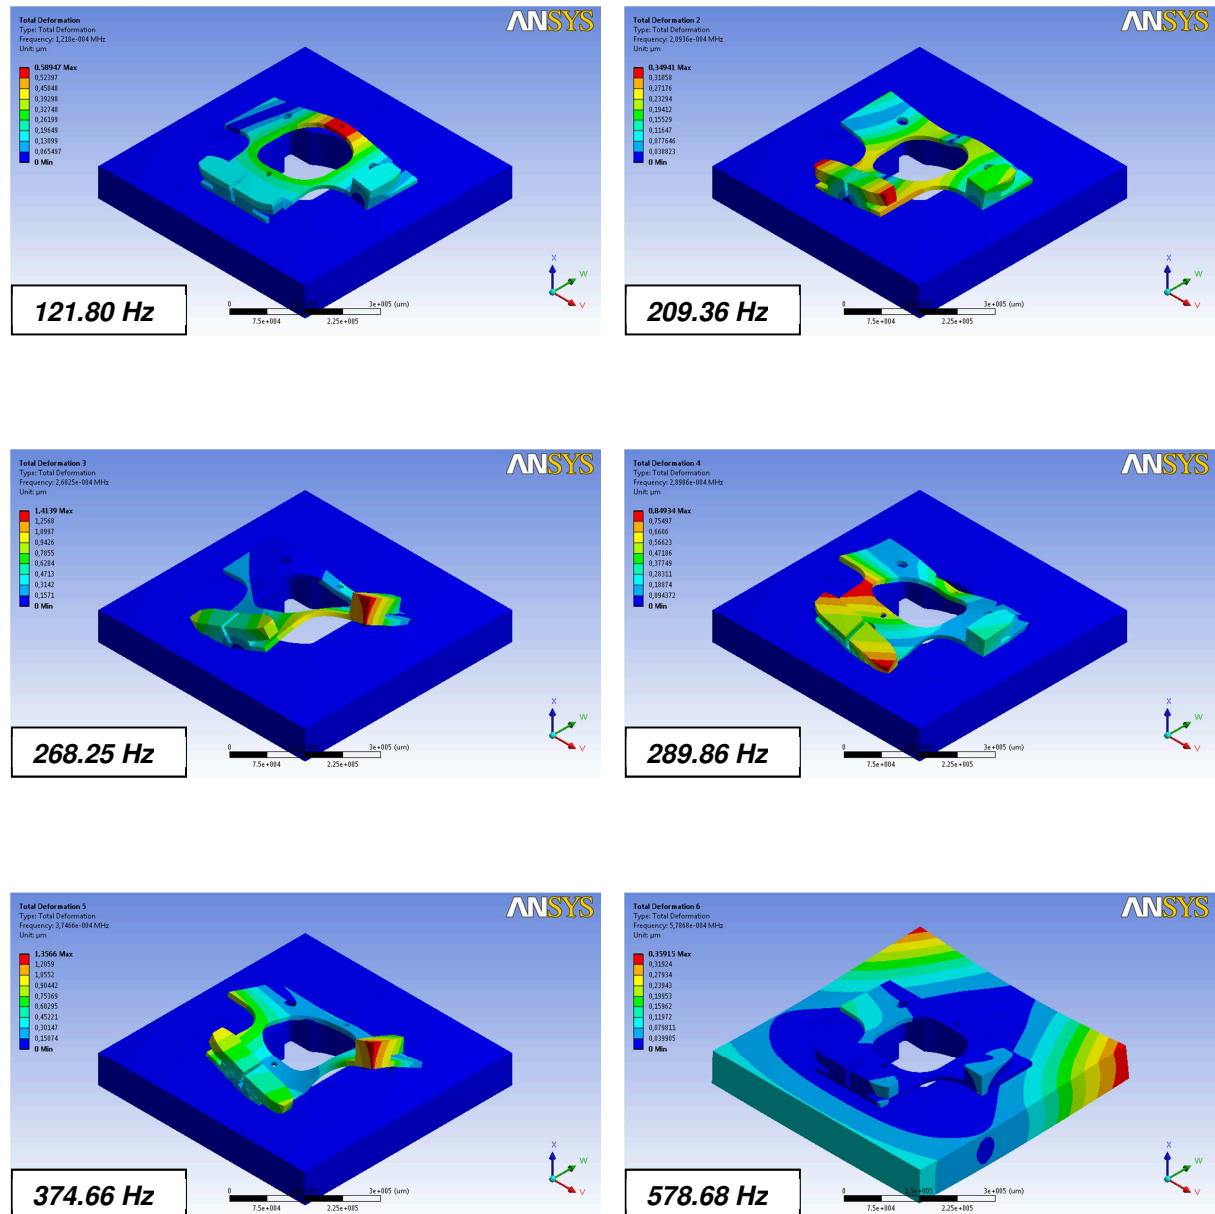 Total Deformation
Type: Total Deformation
Frequency: 1,218e-004 MHz
Unit: µm
0,58947 Max
0,52397
0,45848
0,39298
0,32748
0,26199
0,19649
0,13099
0,065497
0 Min
ANSYS
X
W
V
0
3e+005 (um)
7.5e+004
2.25e+005
121.80 Hz
Total Deformation 2
Type: Total Deformation
Frequency: 2,0936e-004 MHz
Unit: µm
0,34941 Max
0,31058
0,27176
0,23294
0,19412
0,15529
0,11647
0,077646
0,038823
0 Min
ANSYS
X
W
V
0
3e+005 (um)
7.5e+004
2.25e+005
209.36 Hz
Total Deformation 3
Type: Total Deformation
Frequency: 2,6825e-004 MHz
Unit: µm
1,4139 Max
1,2568
1,0997
0,9426
0,7855
0,6284
0,4713
0,3142
0,1571
0 Min
ANSYS
X
W
V
0
3e+005 (um)
7.5e+004
2.25e+005
268.25 Hz
Total Deformation 4
Type: Total Deformation
Frequency: 2,8986e-004 MHz
Unit: µm
0,84934 Max
0,75497
0,6606
0,56623
0,47186
0,37749
0,28311
0,18874
0,094372
0 Min
ANSYS
X
W
V
0
3e+005 (um)
7.5e+004
2.25e+005
289.86 Hz
Total Deformation 5
Type: Total Deformation
Frequency: 3,7466e-004 MHz
Unit: µm
1,3566 Max
1,2059
1,0552
0,90442
0,75369
0,60295
0,45221
0,30147
0,15074
0 Min
ANSYS
X
W
V
0
3e+005 (um)
7.5e+004
2.25e+005
374.66 Hz
Total Deformation 6
Type: Total Deformation
Frequency: 5,7868e-004 MHz
Unit: µm
0,35915 Max
0,31924
0,27934
0,23943
0,19953
0,15962
0,11972
0,079811
0,039905
0 Min
ANSYS
X
W
V
0
1.5e+005
3e+005 (um)
7.5e+004
2.25e+005
578.68 Hz